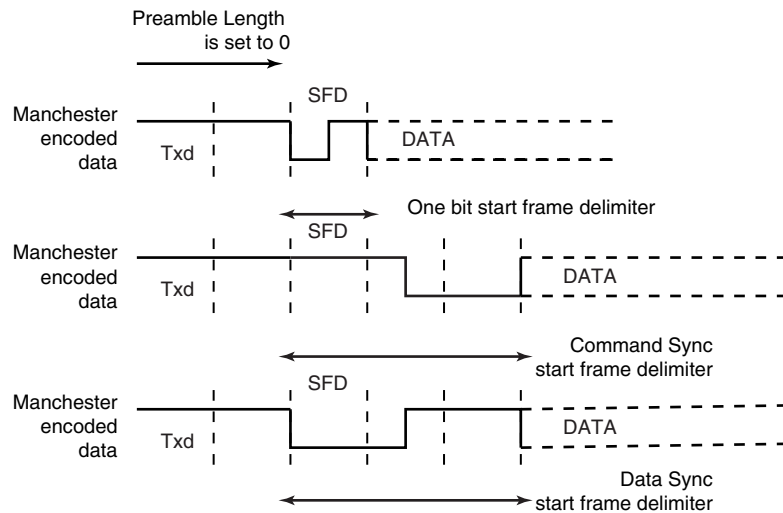 Preamble Length
is set to 0
SFD
Manchester
encoded
data
Txd
DATA
One bit start frame delimiter
SFD
Manchester
encoded
data
Txd
DATA
Command Sync
start frame delimiter
SFD
Manchester
encoded
data
Txd
DATA
Data Sync
start frame delimiter